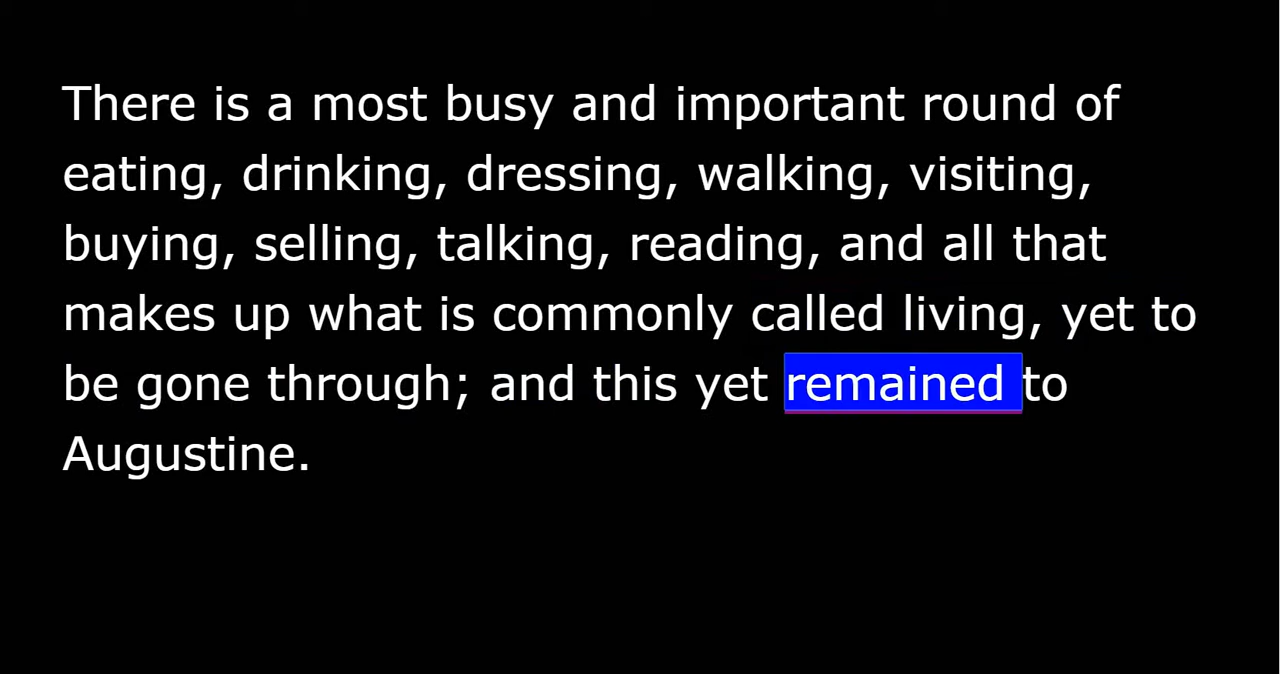 There is a most busy and important round of
eating, drinking, dressing, walking, visiting,
buying, selling, talking, reading, and all that
makes up what is commonly called living, yet to
be gone through; and this yet remained to
Augustine.